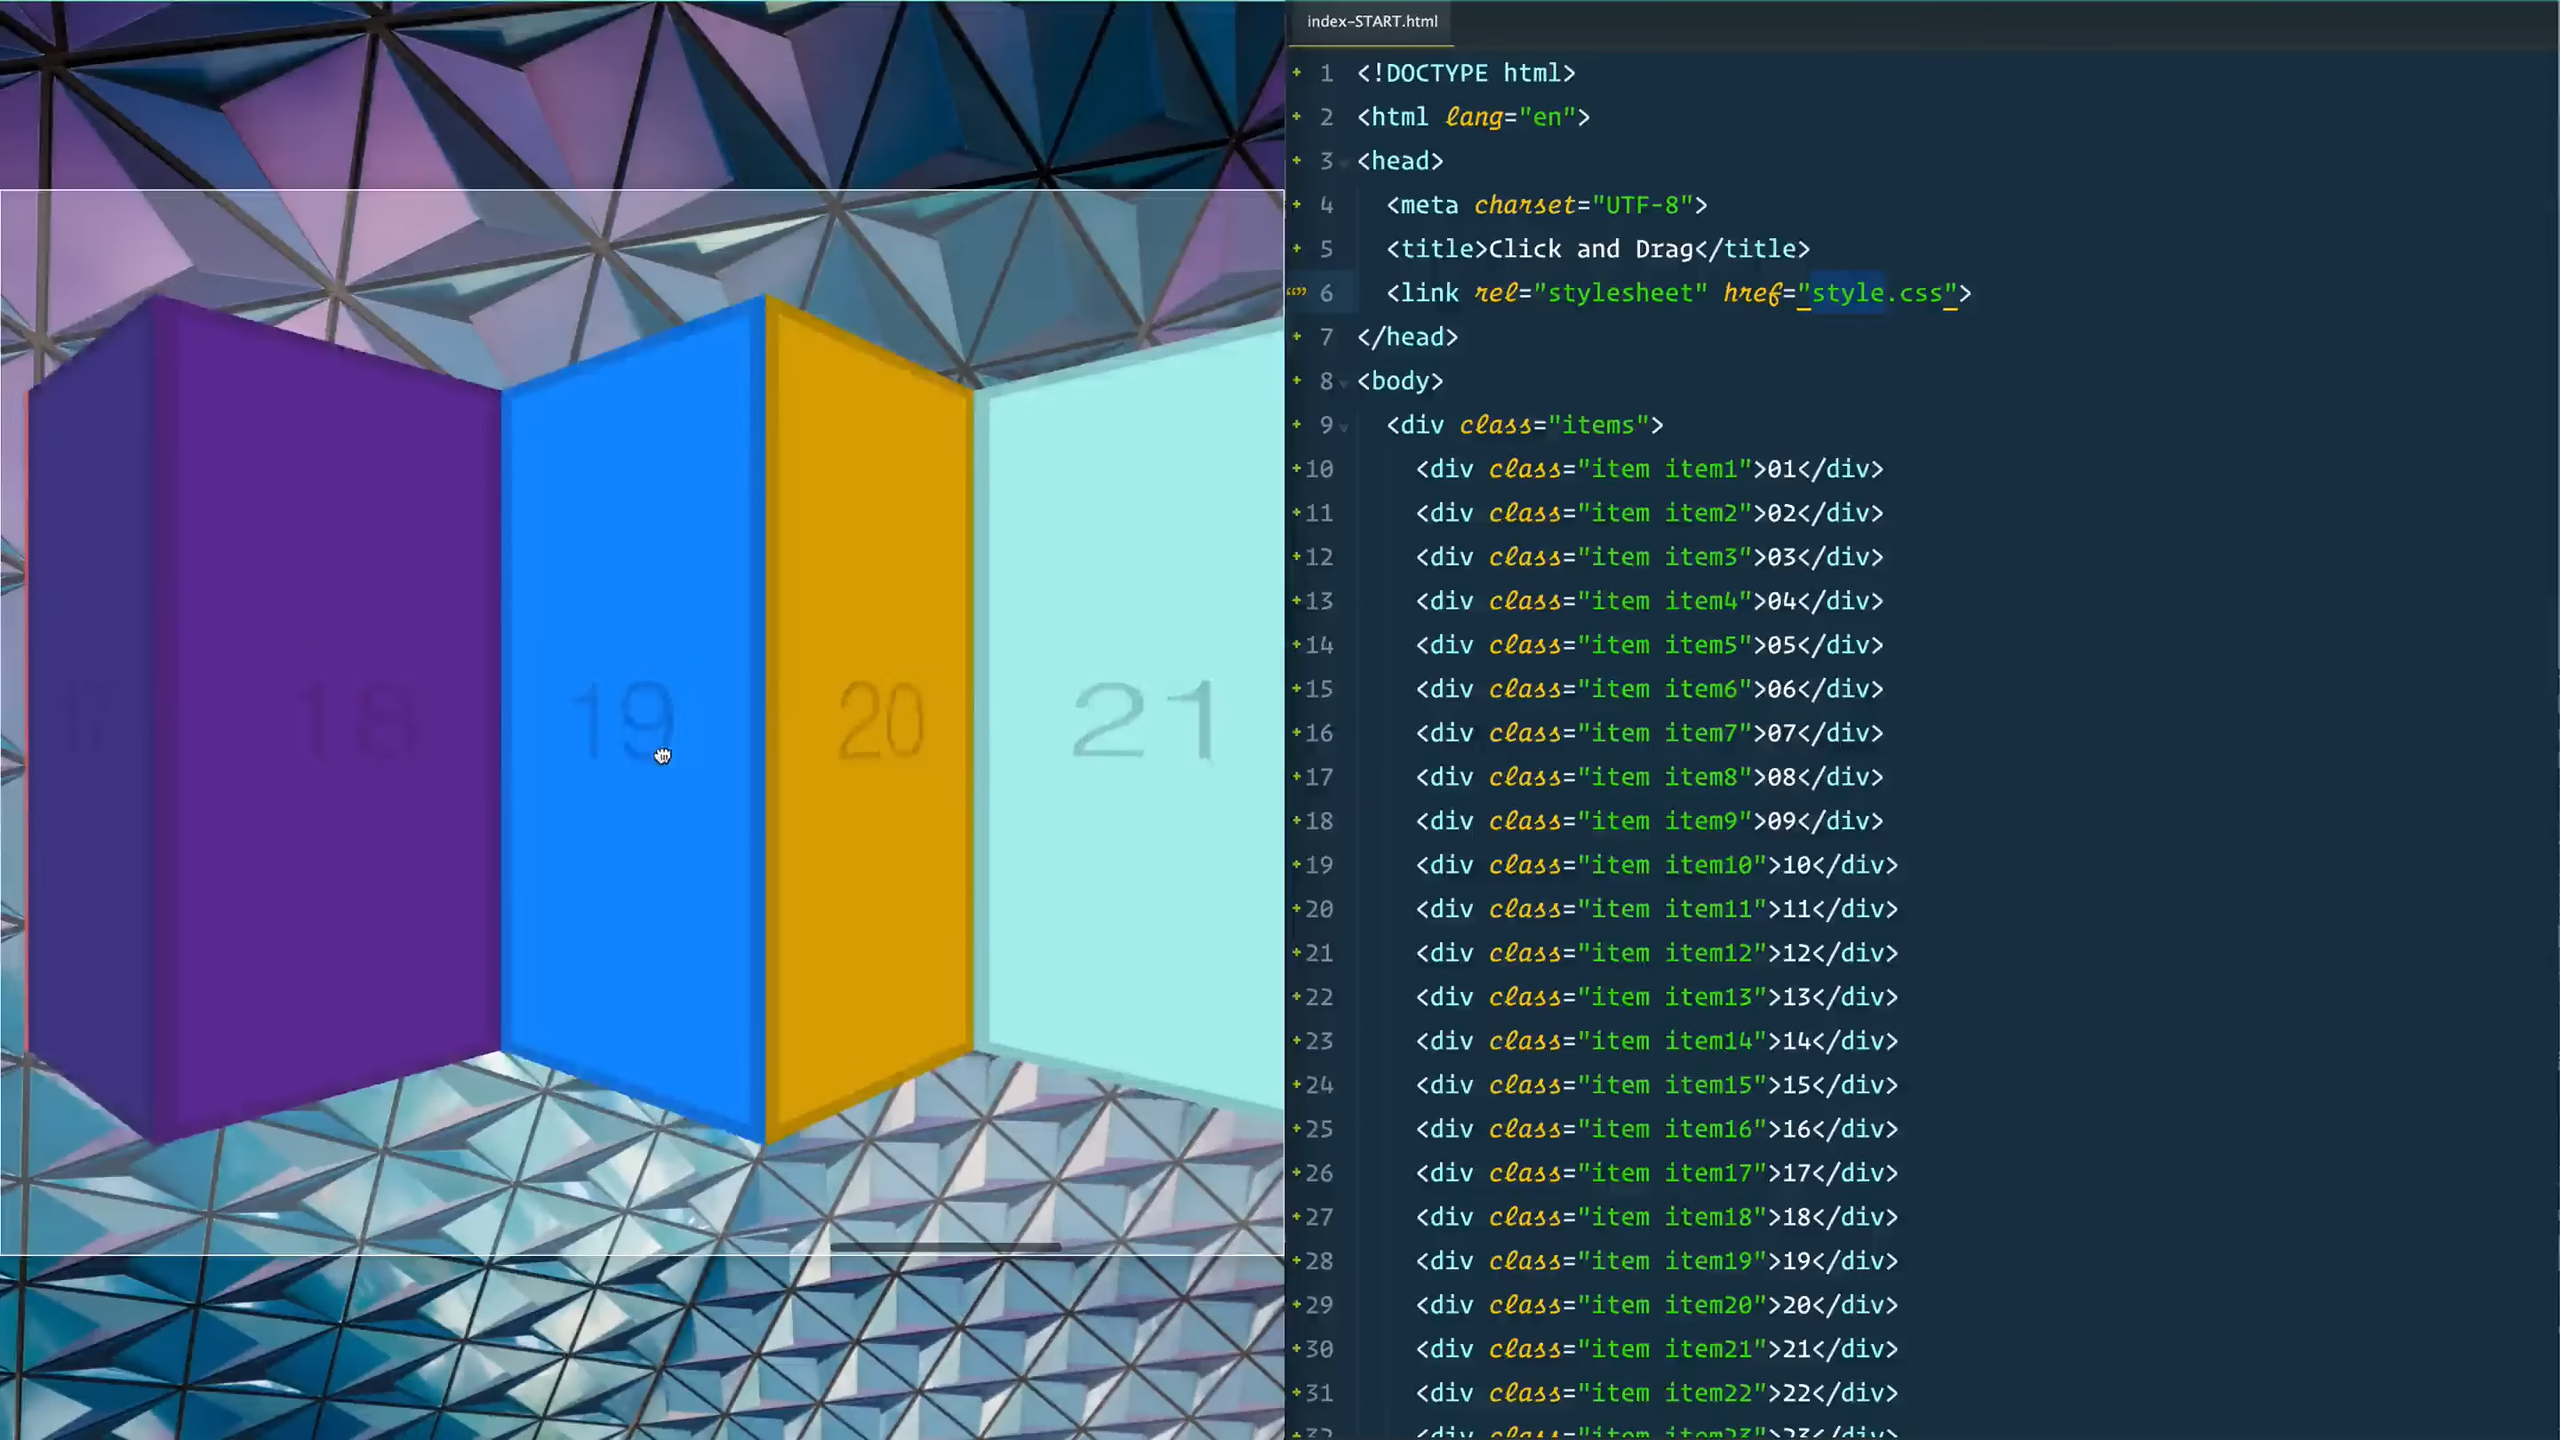 17 18 19 20 21
index-START.html
1 <!DOCTYPE html>
2 <html lang="en">
3 <head>
4 <meta charset="UTF-8">
5 <title>Click and Drag</title>
6 <link rel="stylesheet" href="style.css">
7 </head>
8 <body>
9 <div class="items">
10 <div class="item item1">01</div>
11 <div class="item item2">02</div>
12 <div class="item item3">03</div>
13 <div class="item item4">04</div>
14 <div class="item item5">05</div>
15 <div class="item item6">06</div>
16 <div class="item item7">07</div>
17 <div class="item item8">08</div>
18 <div class="item item9">09</div>
19 <div class="item item10">10</div>
20 <div class="item item11">11</div>
21 <div class="item item12">12</div>
22 <div class="item item13">13</div>
23 <div class="item item14">14</div>
24 <div class="item item15">15</div>
25 <div class="item item16">16</div>
26 <div class="item item17">17</div>
27 <div class="item item18">18</div>
28 <div class="item item19">19</div>
29 <div class="item item20">20</div>
30 <div class="item item21">21</div>
31 <div class="item item22">22</div>
32 <div class="item item23">23</div>